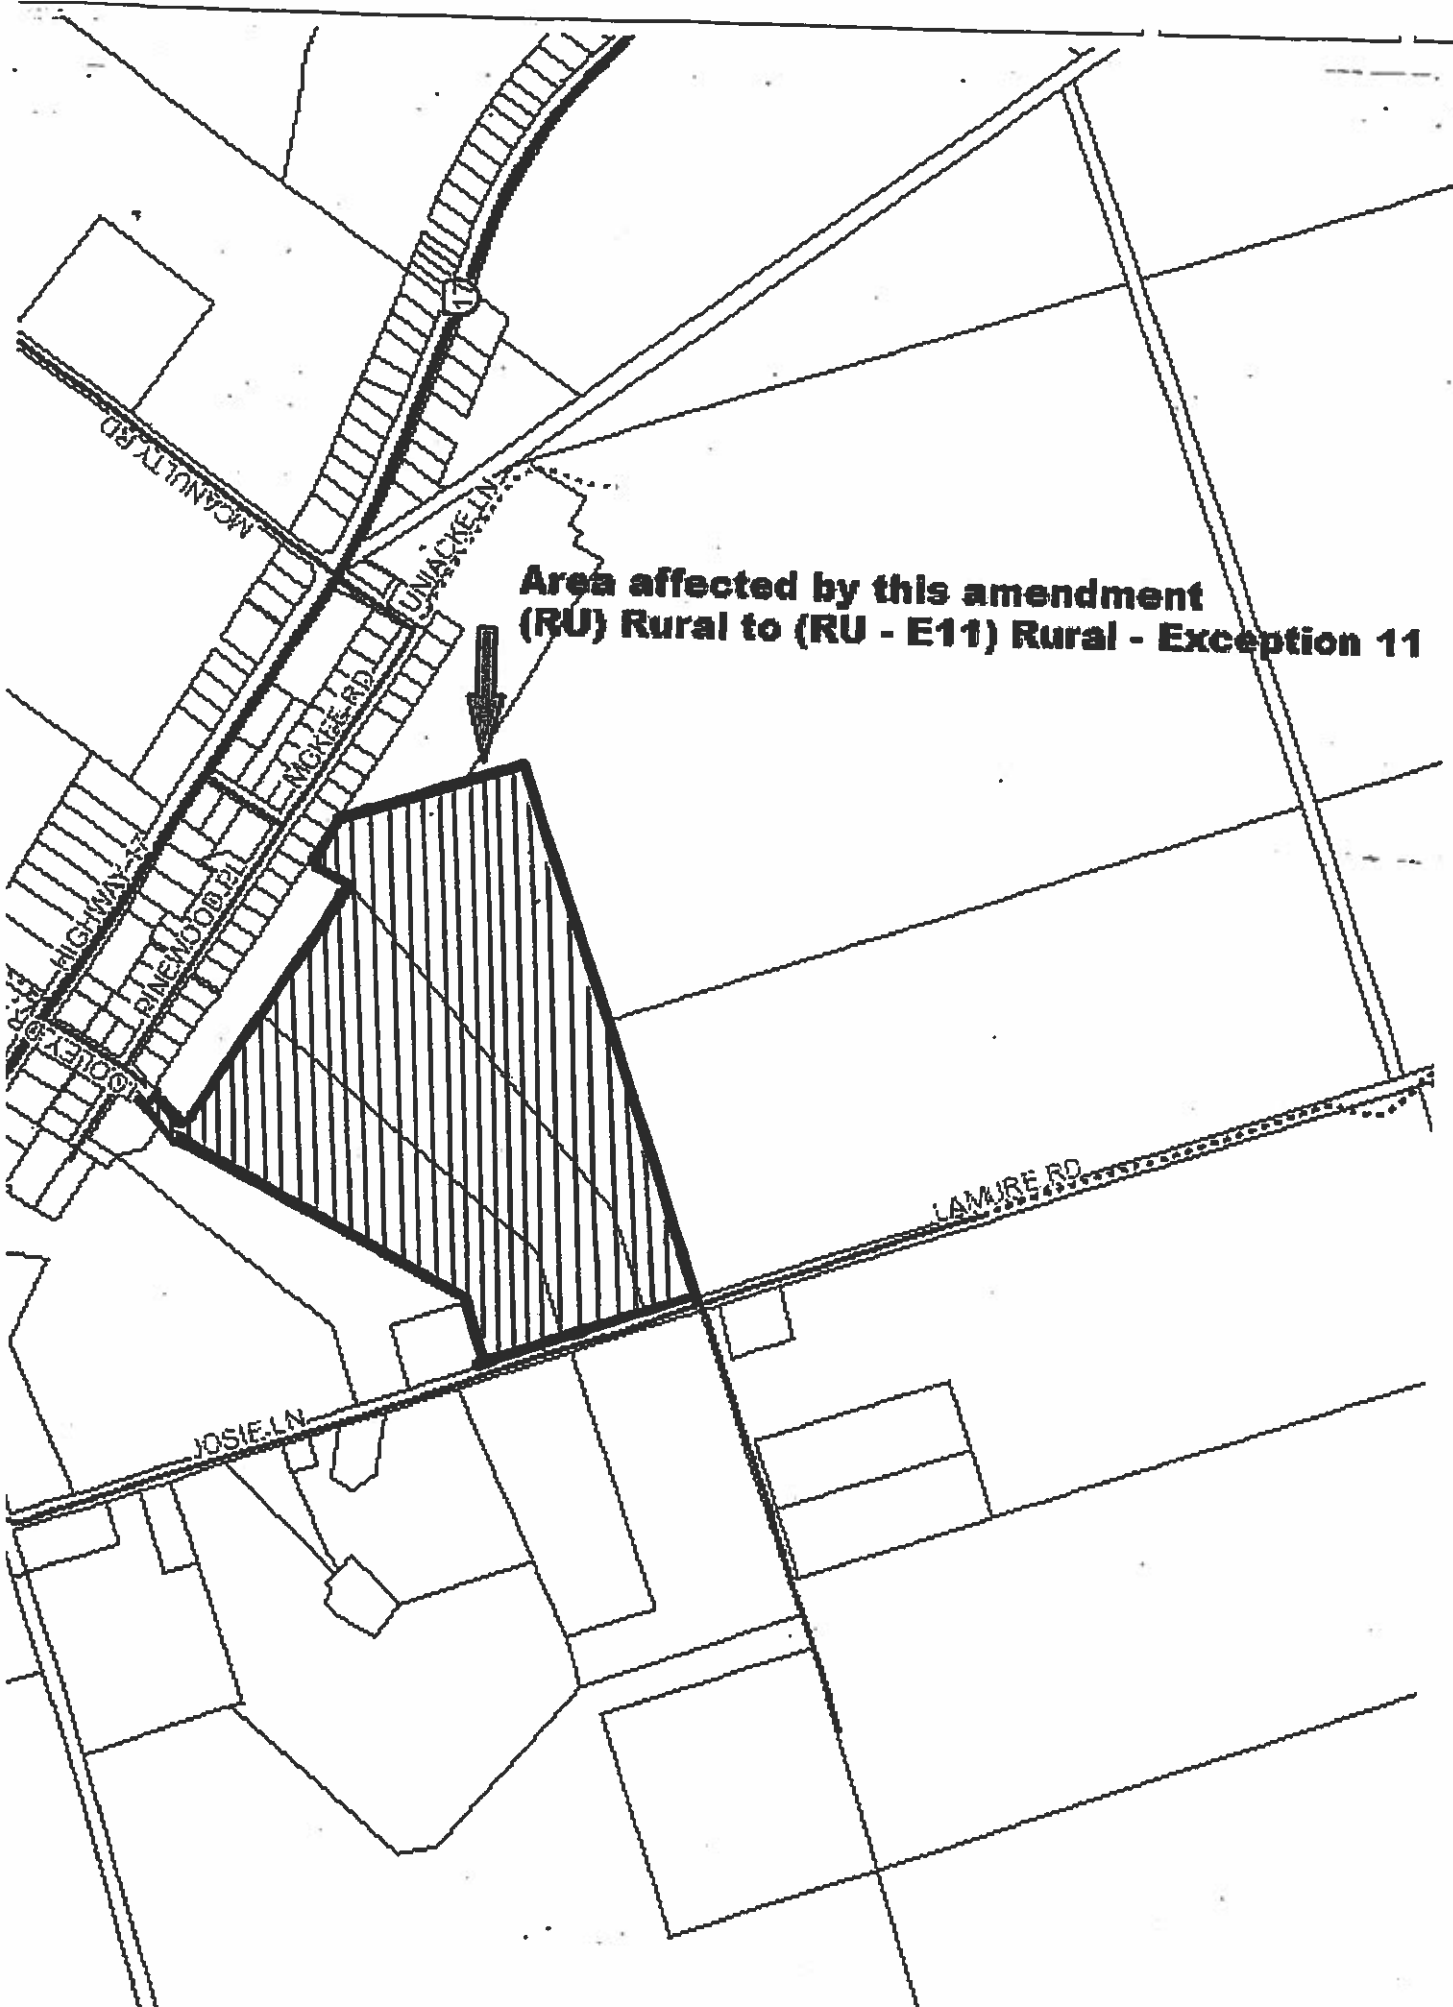 17
MCANULTY RD
UNIACKE LN
Area affected by this amendment
(RU) Rural to (RU - E11) Rural - Exception 11
MCKEE RD
HIGHWAY 17
PINEWOOD PL
LAMURE RD
JOSIE LN